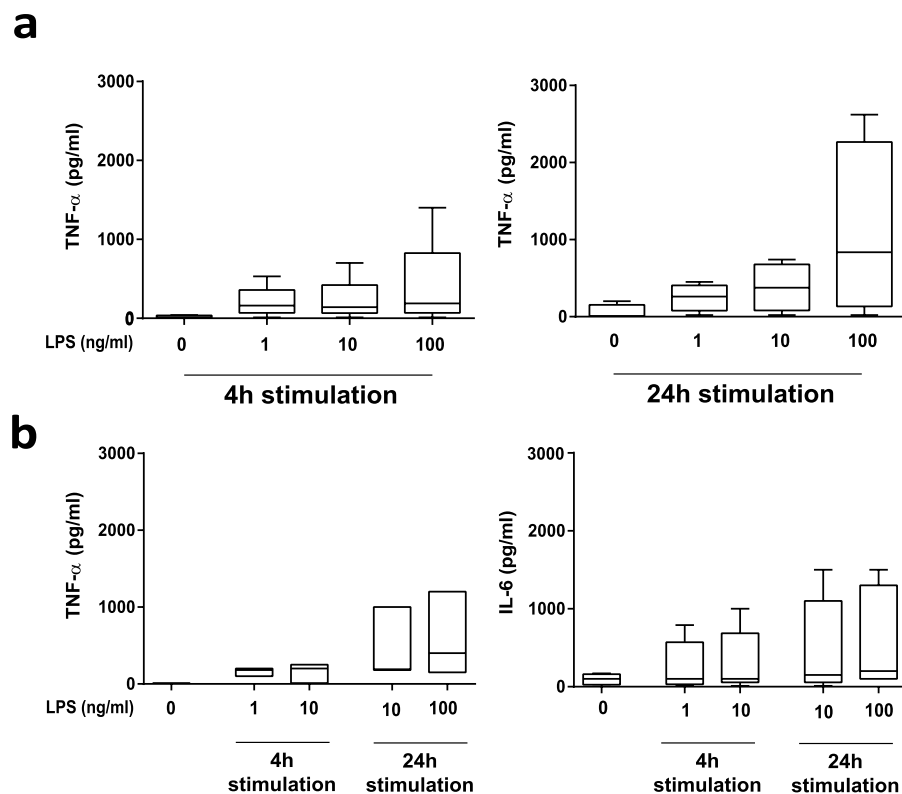 a
TNF-α (pg/ml)
3000
2000
1000
0
LPS (ng/ml)
0 1 10 100
4h stimulation
TNF-α (pg/ml)
3000
2000
1000
0
0 1 10 100
24h stimulation
b
TNF-α (pg/ml)
3000
2000
1000
0
LPS (ng/ml)
0 1 10 10 100
4h
stimulation
24h
stimulation
IL-6 (pg/ml)
3000
2000
1000
0
0 1 10 10 100
4h
stimulation
24h
stimulation